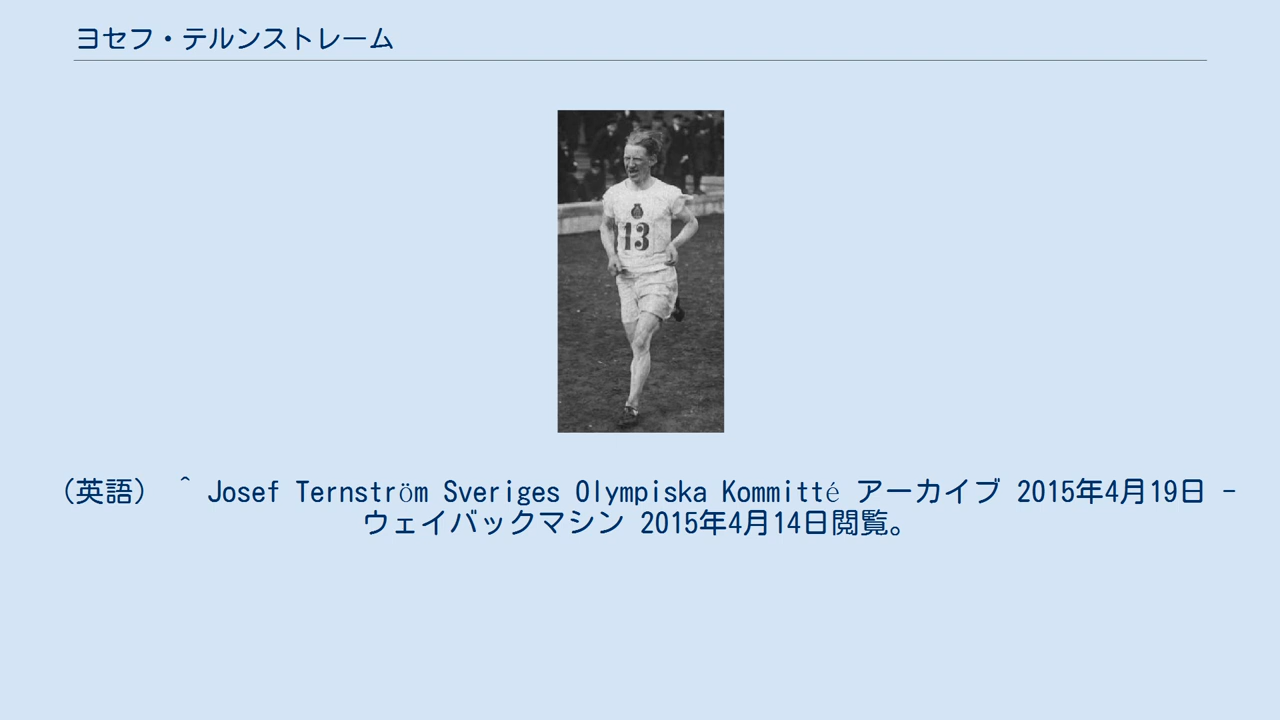 ヨセフ・テルンストレーム
13
（英語） ^ Josef Ternström Sveriges Olympiska Kommitté アーカイブ 2015年4月19日 -
ウェイバックマシン 2015年4月14日閲覧。